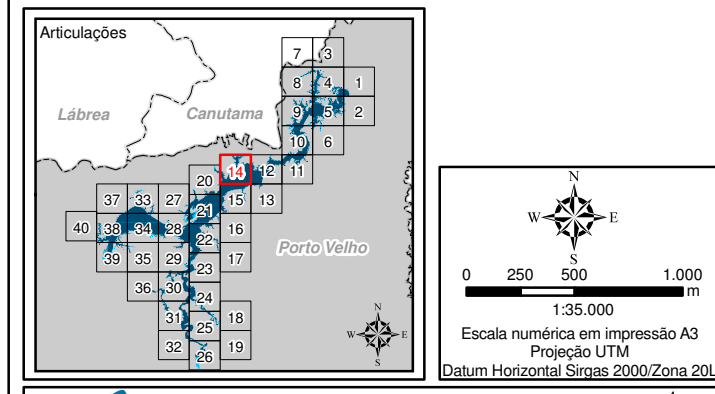 Articulações
7 3
8 4 1
Lábrea Canutama 9 5 2
10 6
20 14 12 11
37 33 27 21 15 13
40 38 34 28 22 16
Porto Velho
39 35 29 23 17
36 30 24
31 25 18
32 26 19
N
W E
S
N
W E
S
0 250 500 1.000
m
1:35.000
Escala numérica em impressão A3
Projeção UTM
Datum Horizontal Sirgas 2000/Zona 20L